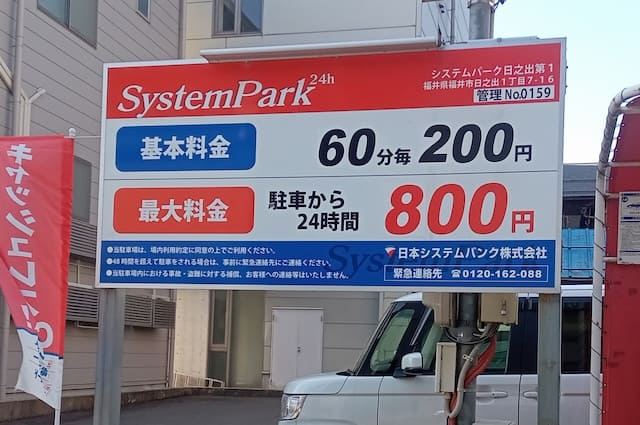 SystemPark 24h
システムパーク日之出第1
福井県福井市日之出1丁目7-16
管理 No.0159
基本料金
60分毎 200円
最大料金
駐車から
24時間
800円
●当駐車場は、場内利用約定に同意の上でご利用ください。
●48時間を超えて駐車をされる場合は、事前に緊急連絡先にご連絡ください。
●当駐車場内における事故・盗難に対する補償、お客様への連絡等はいたしません。
日本システムバンク株式会社
緊急連絡先 ☎0120-162-088
キャッシュレス